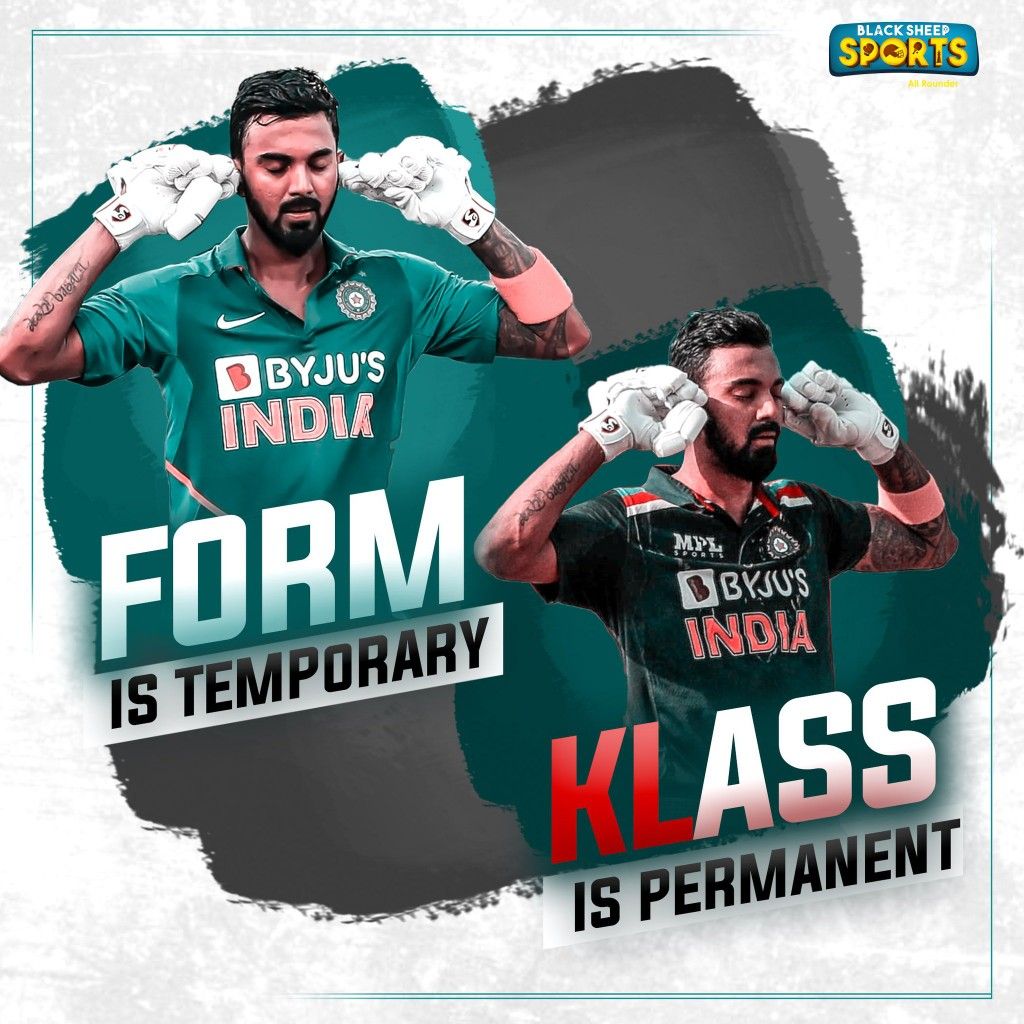 BLACK SHEEP
SPORTS
All Rounder
BYJU'S
INDIA
FORM
IS TEMPORARY
MPL
SPORTS
BYJU'S
INDIA
KLASS
IS PERMANENT